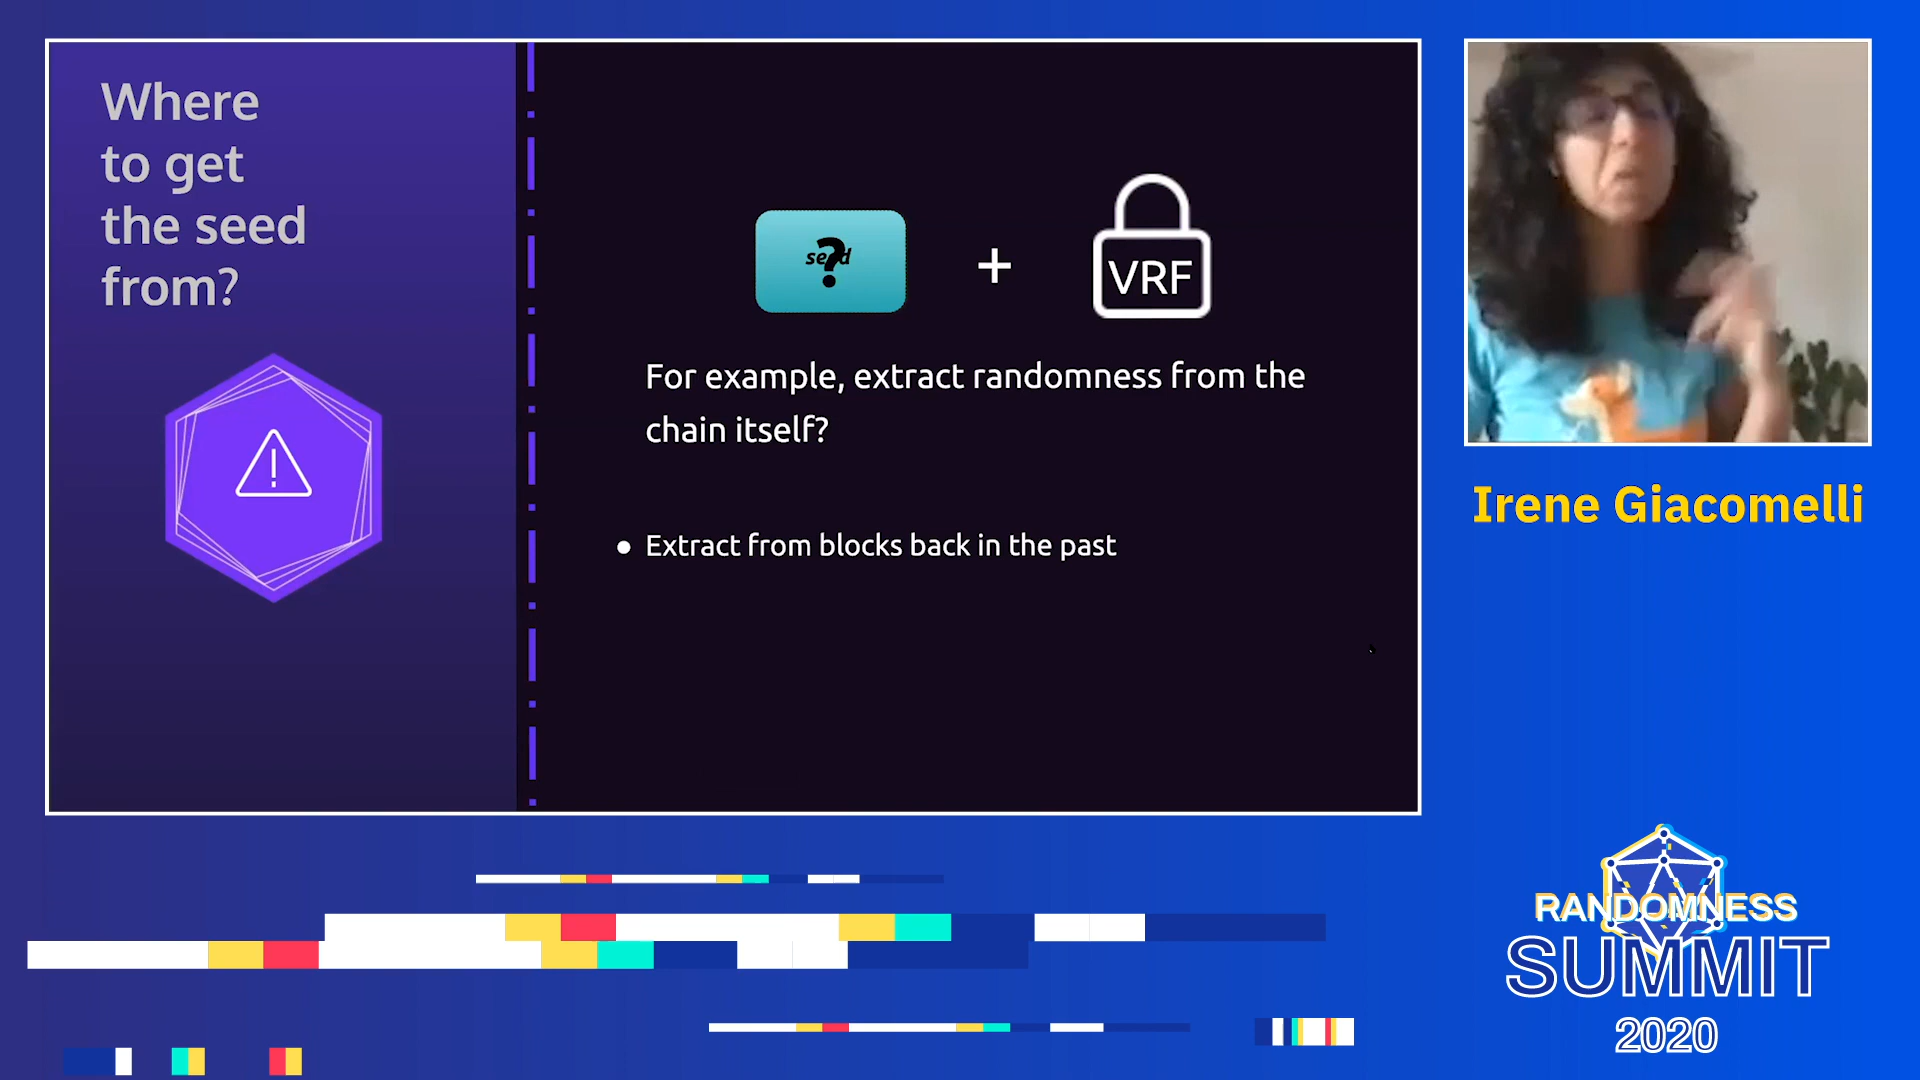 Where
to get
the seed
from?
seed
?
+
VRF
For example, extract randomness from the
chain itself?
● Extract from blocks back in the past
Irene Giacomelli
RANDOMNESS
SUMMIT
2020